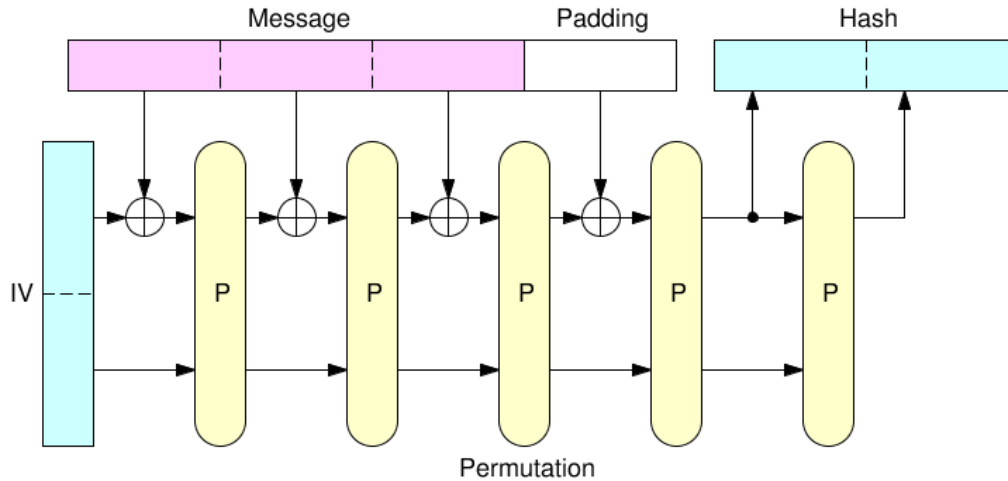 Message
Padding
Hash
IV
P
P
P
P
P
Permutation